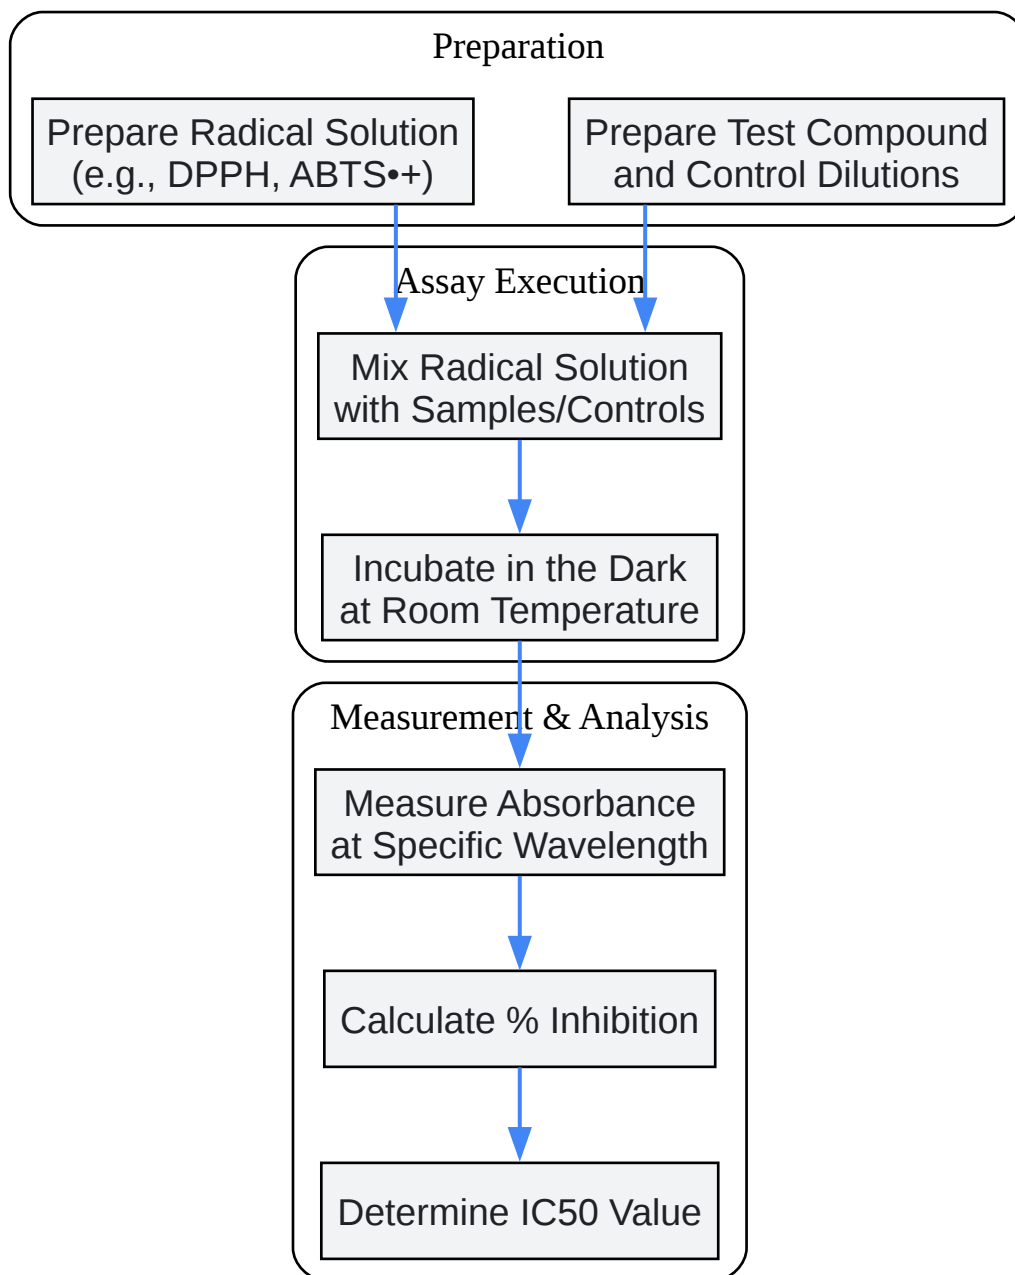 Preparation
Prepare Radical Solution
(e.g., DPPH, ABTS•+)
Prepare Test Compound
and Control Dilutions
Assay Execution
Mix Radical Solution
with Samples/Controls
Incubate in the Dark
at Room Temperature
Measurement & Analysis
Measure Absorbance
at Specific Wavelength
Calculate % Inhibition
Determine IC50 Value